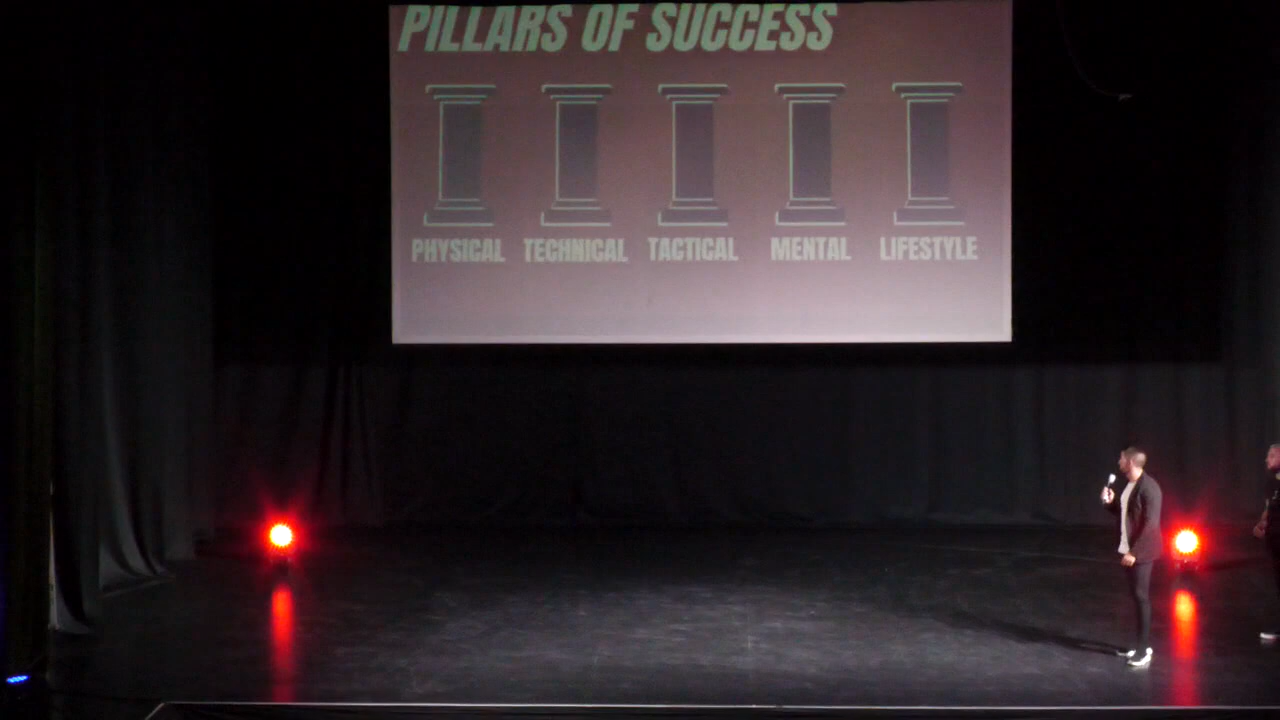 PILLARS OF SUCCESS
PHYSICAL TECHNICAL TACTICAL MENTAL LIFESTYLE